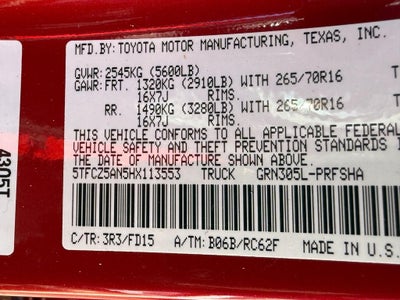 MFD.BY:TOYOTA MOTOR MANUFACTURING, TEXAS, INC.
GVWR:2545KG (5600LB)
GAWR:FRT. 1320KG (2910LB) WITH 265/70R16 T
16X7J RIMS.
RR. 1490KG (3280LB) WITH 265/70R16 T
16X7J RIMS.
THIS VEHICLE CONFORMS TO ALL APPLICABLE FEDERAL
VEHICLE SAFETY AND THEFT PREVENTION STANDARDS I
THE DATE OF MANUFACTURE SHOWN ABOVE.
5TFCZ5AN5HX113553 TRUCK GRN305L-PRFSHA
C/TR: 3R3/FD15 A/TM: B06B/RC62F MADE IN U.S.
4305T